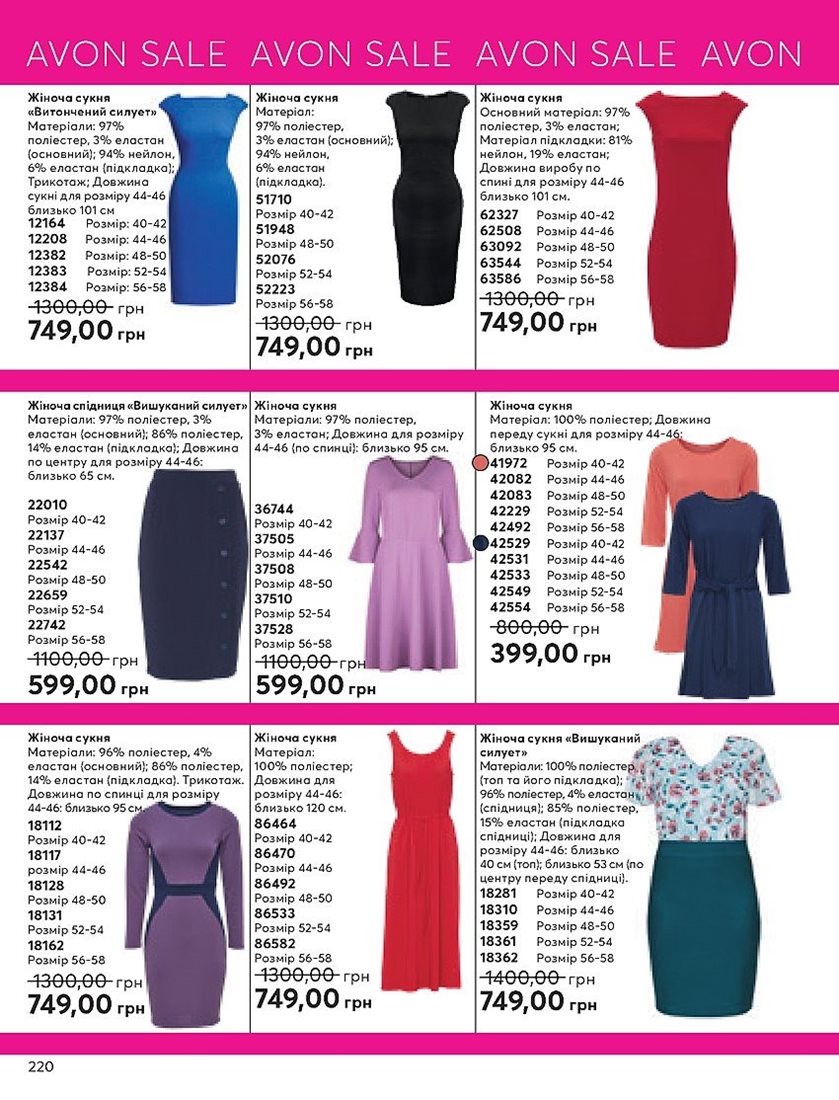 AVON SALE AVON SALE AVON SALE AVON
Жіноча сукня
«Витончений силует»
Матеріали: 97%
поліестер, 3% еластан
(основний); 94% нейлон,
6% еластан (підкладка);
Трикотаж; Довжина
сукні для розміру 44-46
близько 101 см
12164 Розмір: 40-42
12208 Розмір: 44-46
12382 Розмір: 48-50
12383 Розмір: 52-54
12384 Розмір: 56-58
1300,00 грн
749,00 грн
Жіноча сукня
Матеріал:
97% поліестер,
3% еластан (основний);
94% нейлон,
6% еластан
(підкладка).
51710
Розмір 40-42
51948
Розмір 48-50
52076
Розмір 52-54
52223
Розмір 56-58
1300,00 грн
749,00 грн
Жіноча сукня
Основний матеріал: 97%
поліестер, 3% еластан;
Матеріал підкладки: 81%
нейлон, 19% еластан;
Довжина виробу по
спині для розміру 44-46
близько 101 см.
62327 Розмір 40-42
62508 Розмір 44-46
63092 Розмір 48-50
63544 Розмір 52-54
63586 Розмір 56-58
1300,00 грн
749,00 грн
Жіноча спідниця «Вишуканий силует»
Матеріали: 97% поліестер, 3%
еластан (основний); 86% поліестер,
14% еластан (підкладка); Довжина
по центру для розміру 44-46:
близько 65 см.
22010
Розмір 40-42
22137
Розмір 44-46
22542
Розмір 48-50
22659
Розмір 52-54
22742
Розмір 56-58
1100,00 грн
599,00 грн
Жіноча сукня
Матеріали: 97% поліестер,
3% еластан; Довжина для розміру
44-46 (по спинці): близько 95 см.
36744
Розмір 40-42
37505
Розмір 44-46
37508
Розмір 48-50
37510
Розмір 52-54
37528
Розмір 56-58
1100,00 грн
599,00 грн
Жіноча сукня
Матеріал: 100% поліестер; Довжина
переду сукні для розміру 44-46:
близько 95 см.
41972 Розмір 40-42
42082 Розмір 44-46
42083 Розмір 48-50
42229 Розмір 52-54
42492 Розмір 56-58
42529 Розмір 40-42
42531 Розмір 44-46
42533 Розмір 48-50
42549 Розмір 52-54
42554 Розмір 56-58
800,00 грн
399,00 грн
Жіноча сукня
Матеріали: 96% поліестер, 4%
еластан (основний); 86% поліестер,
14% еластан (підкладка). Трикотаж.
Довжина по спинці для розміру
44-46: близько 95 см.
18112
Розмір 40-42
18117
розмір 44-46
18128
Розмір 48-50
18131
Розмір 52-54
18162
Розмір 56-58
1300,00 грн
749,00 грн
Жіноча сукня
Матеріал:
100% поліестер;
Довжина для
розміру 44-46:
близько 120 см.
86464
Розмір 40-42
86470
Розмір 44-46
86492
Розмір 48-50
86533
Розмір 52-54
86582
Розмір 56-58
1300,00 грн
749,00 грн
Жіноча сукня «Вишуканий
силует»
Матеріали: 100% поліестер
(топ та його підкладка);
96% поліестер, 4% еластан
(спідниця); 85% поліестер,
15% еластан (підкладка
спідниці); Довжина для
розміру 44-46: близько
40 см (топ); близько 53 см (по
центру переду спідниці).
18281 Розмір 40-42
18310 Розмір 44-46
18359 Розмір 48-50
18361 Розмір 52-54
18362 Розмір 56-58
1400,00 грн
749,00 грн
220